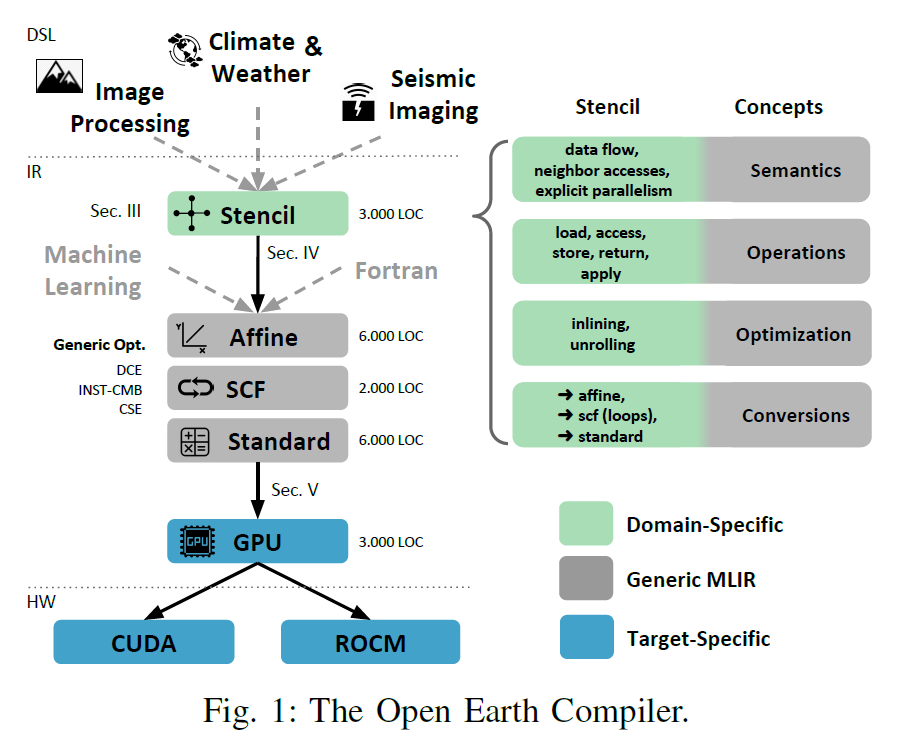 DSL
Climate &
Weather
Image
Processing
Seismic
Imaging
IR
Sec. III
Stencil
3.000 LOC
Sec. IV
Machine
Learning
Fortran
Generic Opt.
DCE
INST-CMB
CSE
Y
X
Affine
6.000 LOC
SCF
2.000 LOC
Standard
6.000 LOC
Sec. V
GPU
GPU
3.000 LOC
HW
CUDA
ROCM
Stencil
Concepts
data flow,
neighbor accesses,
explicit parallelism
Semantics
load, access,
store, return,
apply
Operations
inlining,
unrolling
Optimization
➔ affine,
➔ scf (loops),
➔ standard
Conversions
Domain-Specific
Generic MLIR
Target-Specific
Fig. 1: The Open Earth Compiler.